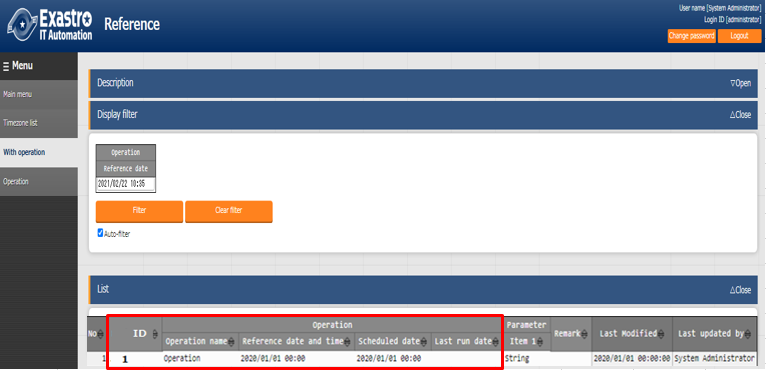 Exastro
IT Automation
Reference
User name [System Administrator]
Login ID [administrator]
Change password
Logout
Menu
Main menu
Timezone list
With operation
Operation
Description
▽Open
Display filter
△Close
Operation
Reference date
2021/02/22 10:35
Filter
Clear filter
Auto-filter
List
△Close
No ID Operation Parameter Remark Last Modified Last updated by
Operation name Reference date and time Scheduled date Last run date Item 1
1 1 Operation 2020/01/01 00:00 2020/01/01 00:00 String 2020/01/01 00:00:00 System Administrator